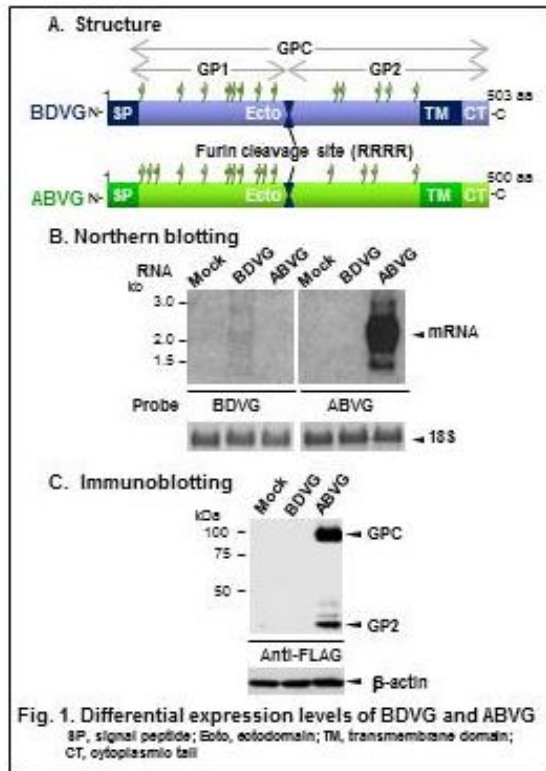 A. Structure
GPC
GP1 GP2
1 503 aa
BDVG N- SP Ecto TM CT -C
Furin cleavage site (RRRR)
1 500 aa
ABVG N- SP Ecto TM CT -C
B. Northern blotting
RNA kb Mock BDVG ABVG Mock BDVG ABVG
3.0
2.0 mRNA
1.5
Probe BDVG ABVG
18S
C. Immunoblotting
kDa Mock BDVG ABVG
100 GPC
75
50
GP2
Anti-FLAG
β-actin
Fig. 1. Differential expression levels of BDVG and ABVG
SP, signal peptide; Ecto, ectodomain; TM, transmembrane domain;
CT, cytoplasmic tail